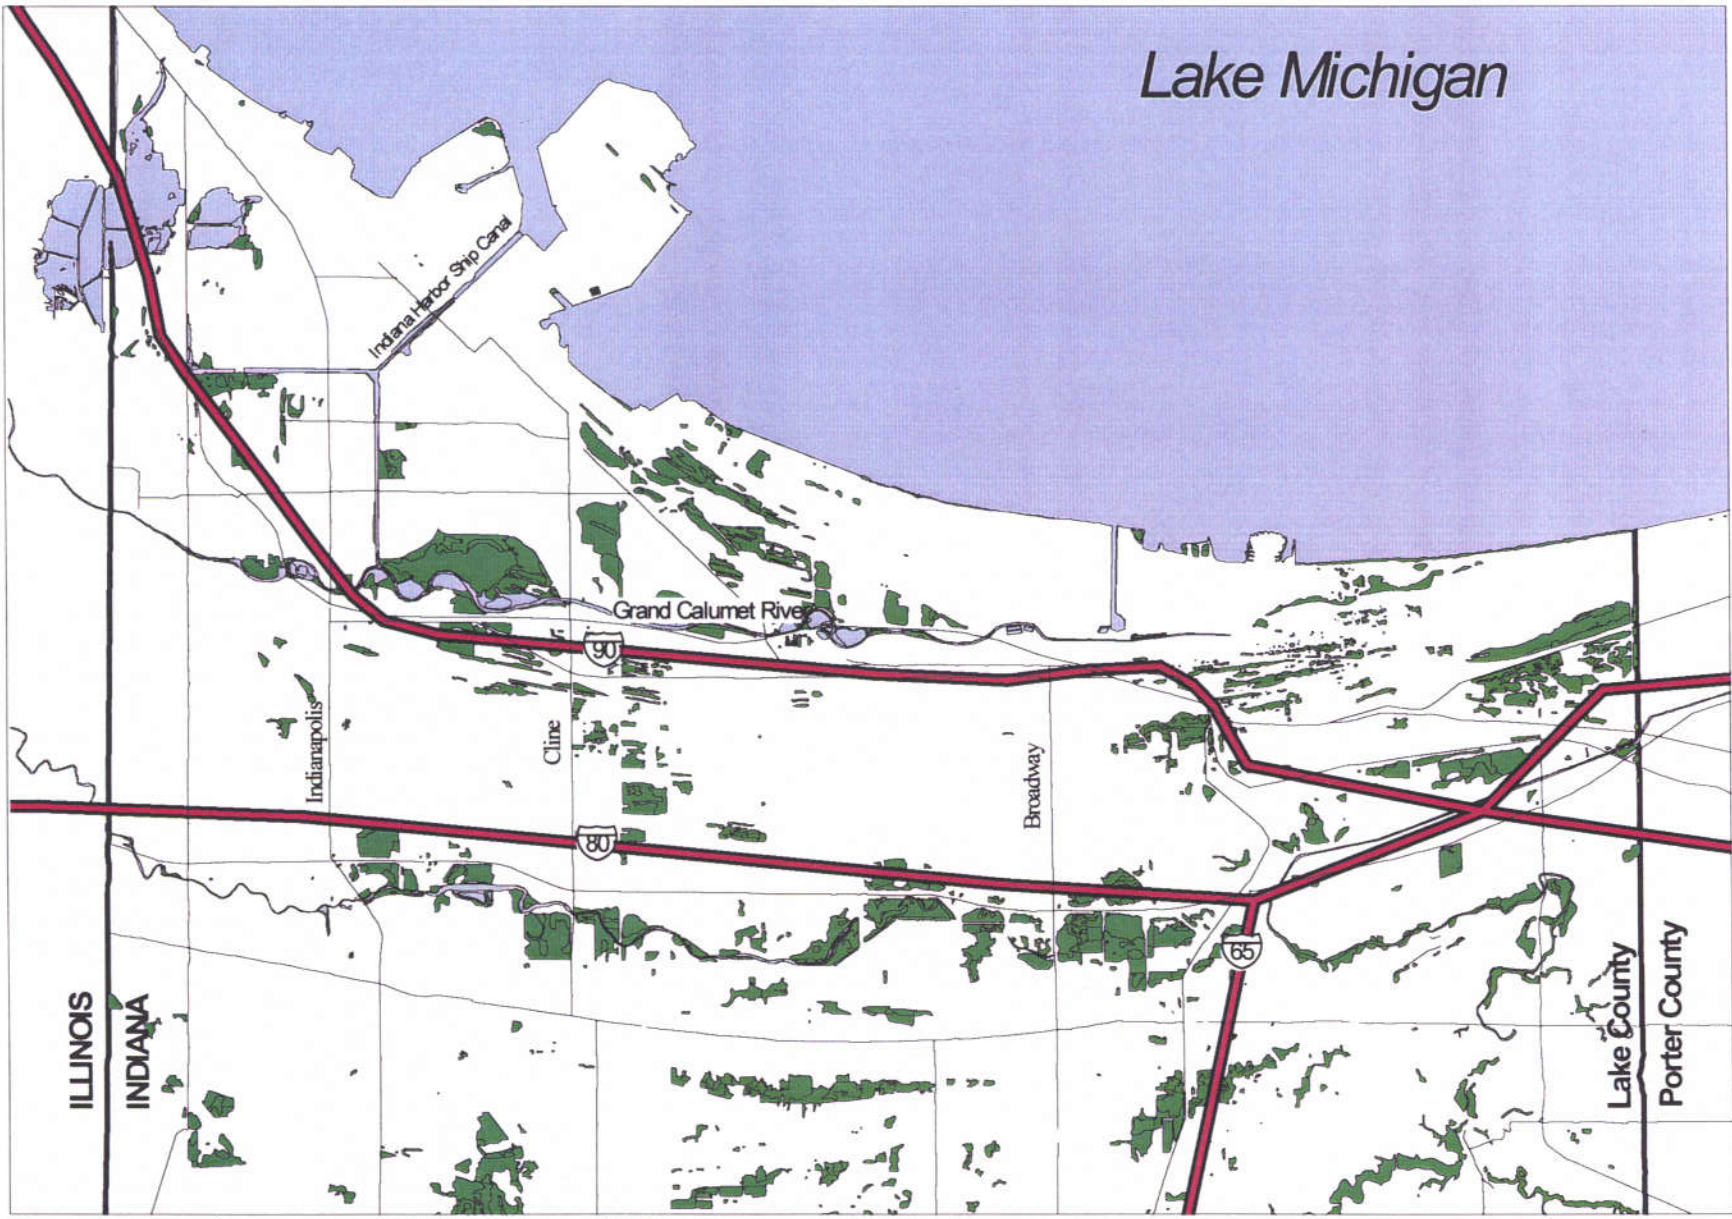 Lake Michigan
Indiana Harbor Ship Canal
Grand Calumet River
90
Indianapolis
Cline
Broadway
80
65
ILLINOIS
INDIANA
Lake County
Porter County